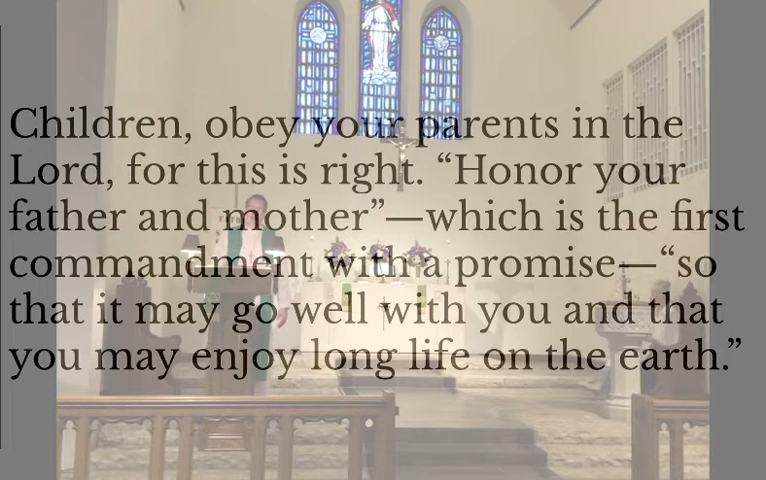 Children, obey your parents in the
Lord, for this is right. “Honor your
father and mother”—which is the first
commandment with a promise—“so
that it may go well with you and that
you may enjoy long life on the earth.”